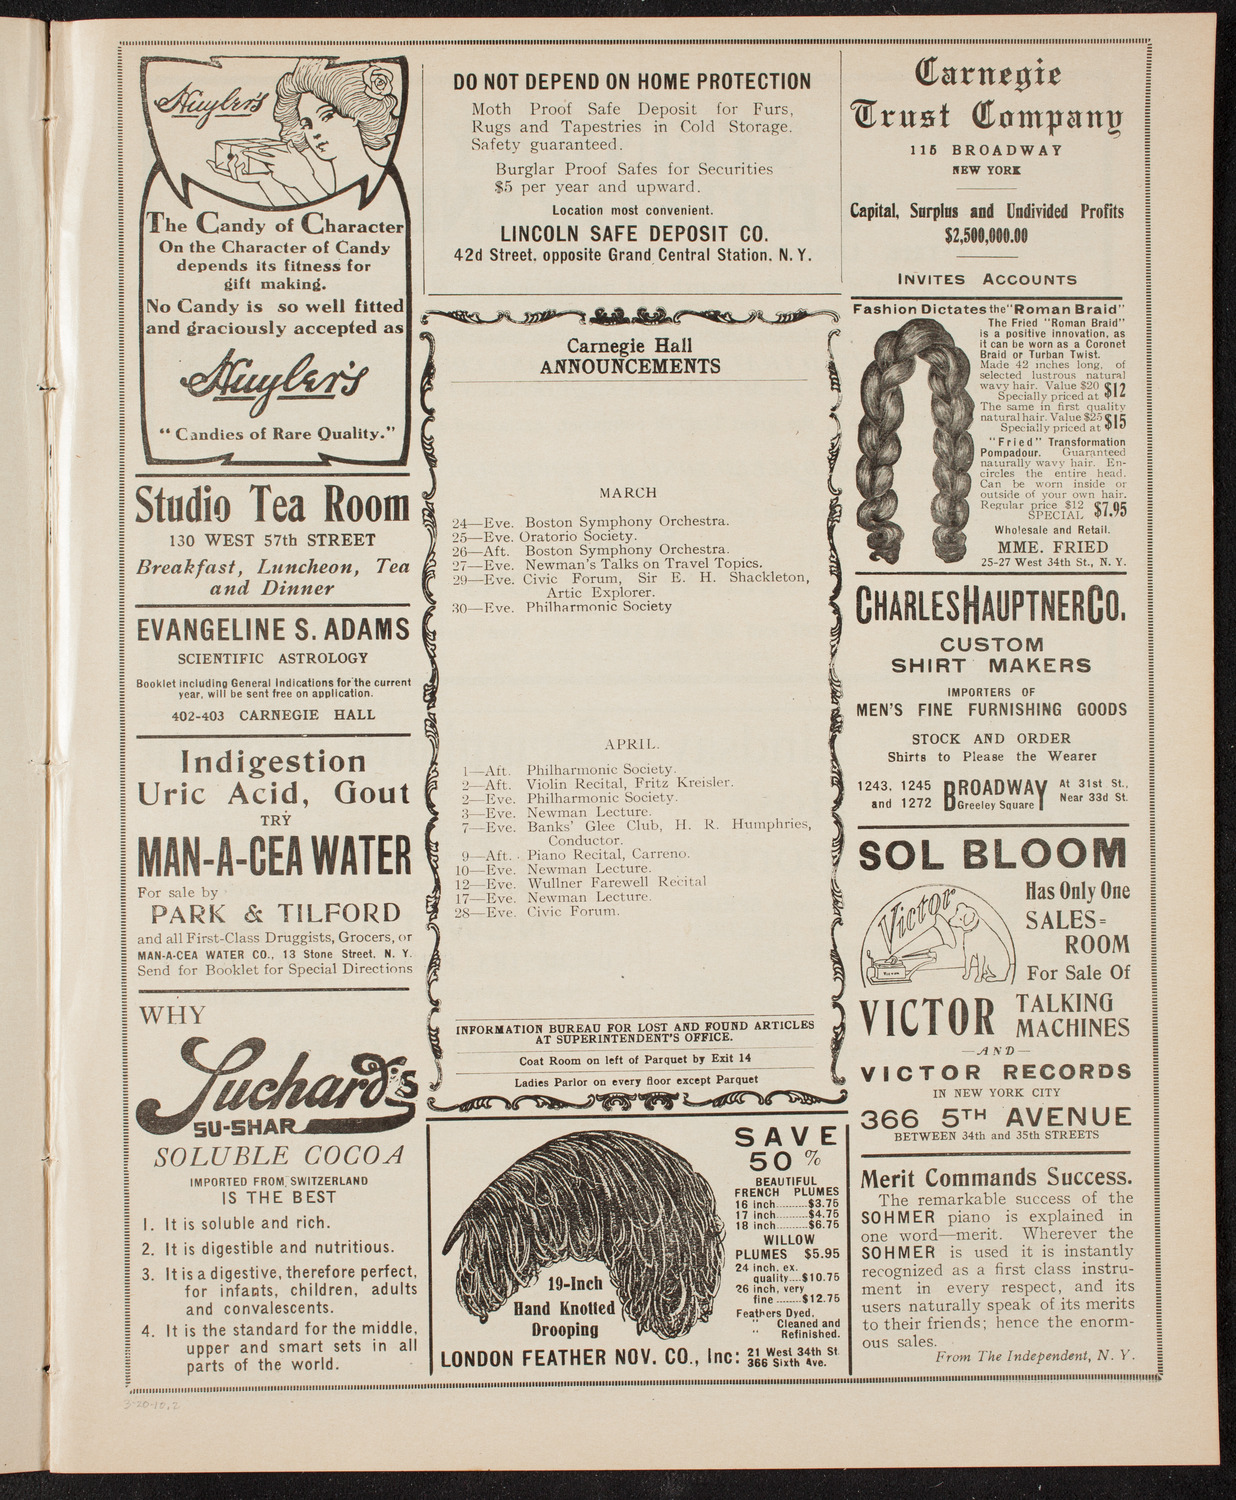 Huyler's
The Candy of Character
On the Character of Candy
depends its fitness for
gift making.
No Candy is so well fitted
and graciously accepted as
Huyler's
"Candies of Rare Quality."
Studio Tea Room
130 WEST 57th STREET
Breakfast, Luncheon, Tea
and Dinner
EVANGELINE S. ADAMS
SCIENTIFIC ASTROLOGY
Booklet including General Indications for the current
year, will be sent free on application.
402-403 CARNEGIE HALL
Indigestion
Uric Acid, Gout
TRY
MAN-A-CEA WATER
For sale by
PARK & TILFORD
and all First-Class Druggists, Grocers, or
MAN-A-CEA WATER CO., 13 Stone Street, N. Y.
Send for Booklet for Special Directions
WHY
Suchard's
SU-SHAR
SOLUBLE COCOA
IMPORTED FROM SWITZERLAND
IS THE BEST
1. It is soluble and rich.
2. It is digestible and nutritious.
3. It is a digestive, therefore perfect,
for infants, children, adults
and convalescents.
4. It is the standard for the middle,
upper and smart sets in all
parts of the world.
DO NOT DEPEND ON HOME PROTECTION
Moth Proof Safe Deposit for Furs,
Rugs and Tapestries in Cold Storage.
Safety guaranteed.
Burglar Proof Safes for Securities
$5 per year and upward.
Location most convenient.
LINCOLN SAFE DEPOSIT CO.
42d Street, opposite Grand Central Station, N. Y.
Carnegie Hall
ANNOUNCEMENTS
MARCH
24—Eve. Boston Symphony Orchestra.
25—Eve. Oratorio Society.
26—Aft. Boston Symphony Orchestra.
27—Eve. Newman's Talks on Travel Topics.
29—Eve. Civic Forum, Sir E. H. Shackleton,
Artic Explorer.
30—Eve. Philharmonic Society
APRIL.
1—Aft. Philharmonic Society.
2—Aft. Violin Recital, Fritz Kreisler.
2—Eve. Philharmonic Society.
3—Eve. Newman Lecture.
7—Eve. Banks' Glee Club, H. R. Humphries,
Conductor.
9—Aft. Piano Recital, Carreno.
10—Eve. Newman Lecture.
12—Eve. Wullner Farewell Recital
17—Eve. Newman Lecture.
28—Eve. Civic Forum.
INFORMATION BUREAU FOR LOST AND FOUND ARTICLES
AT SUPERINTENDENT'S OFFICE.
Coat Room on left of Parquet by Exit 14
Ladies Parlor on every floor except Parquet
SAVE
50%
BEAUTIFUL
FRENCH PLUMES
16 inch..........$3.75
17 inch..........$4.75
18 inch..........$6.75
WILLOW
PLUMES $5.95
24 inch, ex.
quality....$10.75
26 inch, very
fine........$12.75
Feathers Dyed,
" Cleaned and
" Refinished.
19-Inch
Hand Knotted
Drooping
LONDON FEATHER NOV. CO., Inc: 21 West 34th St.
366 Sixth Ave.
Carnegie
Trust Company
115 BROADWAY
NEW YORK
Capital, Surplus and Undivided Profits
$2,500,000.00
INVITES ACCOUNTS
Fashion Dictates the "Roman Braid"
The Fried "Roman Braid"
is a positive innovation, as
it can be worn as a Coronet
Braid or Turban Twist.
Made 42 inches long, of
selected lustrous natural
wavy hair. Value $20
Specially priced at $12
The same in first quality
natural hair. Value $25
Specially priced at $15
"Fried" Transformation
Pompadour. Guaranteed
naturally wavy hair. En-
circles the entire head.
Can be worn inside or
outside of your own hair.
Regular price $12
SPECIAL $7.95
Wholesale and Retail.
MME. FRIED
25-27 West 34th St., N. Y.
CHARLES HAUPTNER CO.
CUSTOM
SHIRT MAKERS
IMPORTERS OF
MEN'S FINE FURNISHING GOODS
STOCK AND ORDER
Shirts to Please the Wearer
1243, 1245
and 1272
BROADWAY
Greeley Square
At 31st St.,
Near 33d St.
SOL BLOOM
Victor
Has Only One
SALES=
ROOM
For Sale Of
VICTOR TALKING
MACHINES
—AND—
VICTOR RECORDS
IN NEW YORK CITY
366 5TH AVENUE
BETWEEN 34th and 35th STREETS
Merit Commands Success.
The remarkable success of the
SOHMER piano is explained in
one word—merit. Wherever the
SOHMER is used it is instantly
recognized as a first class instru-
ment in every respect, and its
users naturally speak of its merits
to their friends; hence the enorm-
ous sales.
From The Independent, N. Y.
3-20-10,2